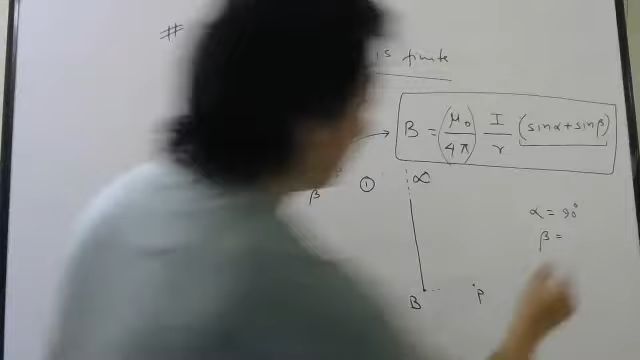 #
is finite
B = (μ₀/4π) I/r (sinα+sinβ)
β ① ∝
α = 90°
β =
B P